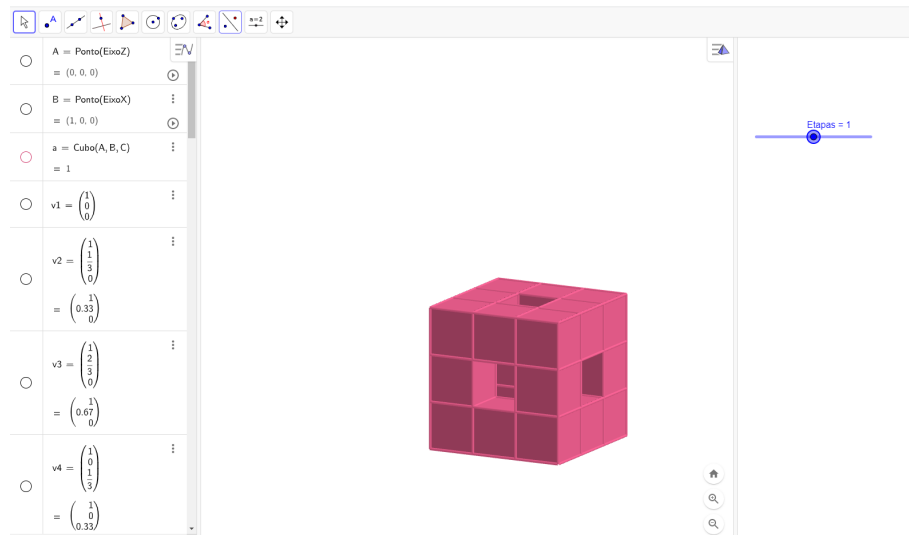 A
a=2
A = Ponto(EixoZ)
= (0, 0, 0)
B = Ponto(EixoX)
= (1, 0, 0)
a = Cubo(A, B, C)
= 1
v1 = (1
0
0)
v2 = (1
1/3
0)
= (1
0.33
0)
v3 = (1
2/3
0)
= (1
0.67
0)
v4 = (1
0
1/3)
= (1
0
0.33)
Etapas = 1